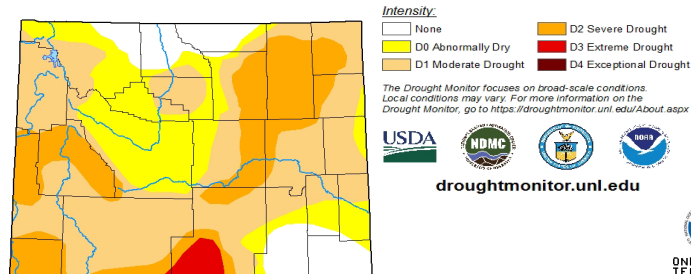 Intensity:
None
D0 Abnormally Dry
D1 Moderate Drought
D2 Severe Drought
D3 Extreme Drought
D4 Exceptional Drought
The Drought Monitor focuses on broad-scale conditions.
Local conditions may vary. For more information on the
Drought Monitor, go to https://droughtmonitor.unl.edu/About.aspx
USDA
NDMC
NOAA
droughtmonitor.unl.edu